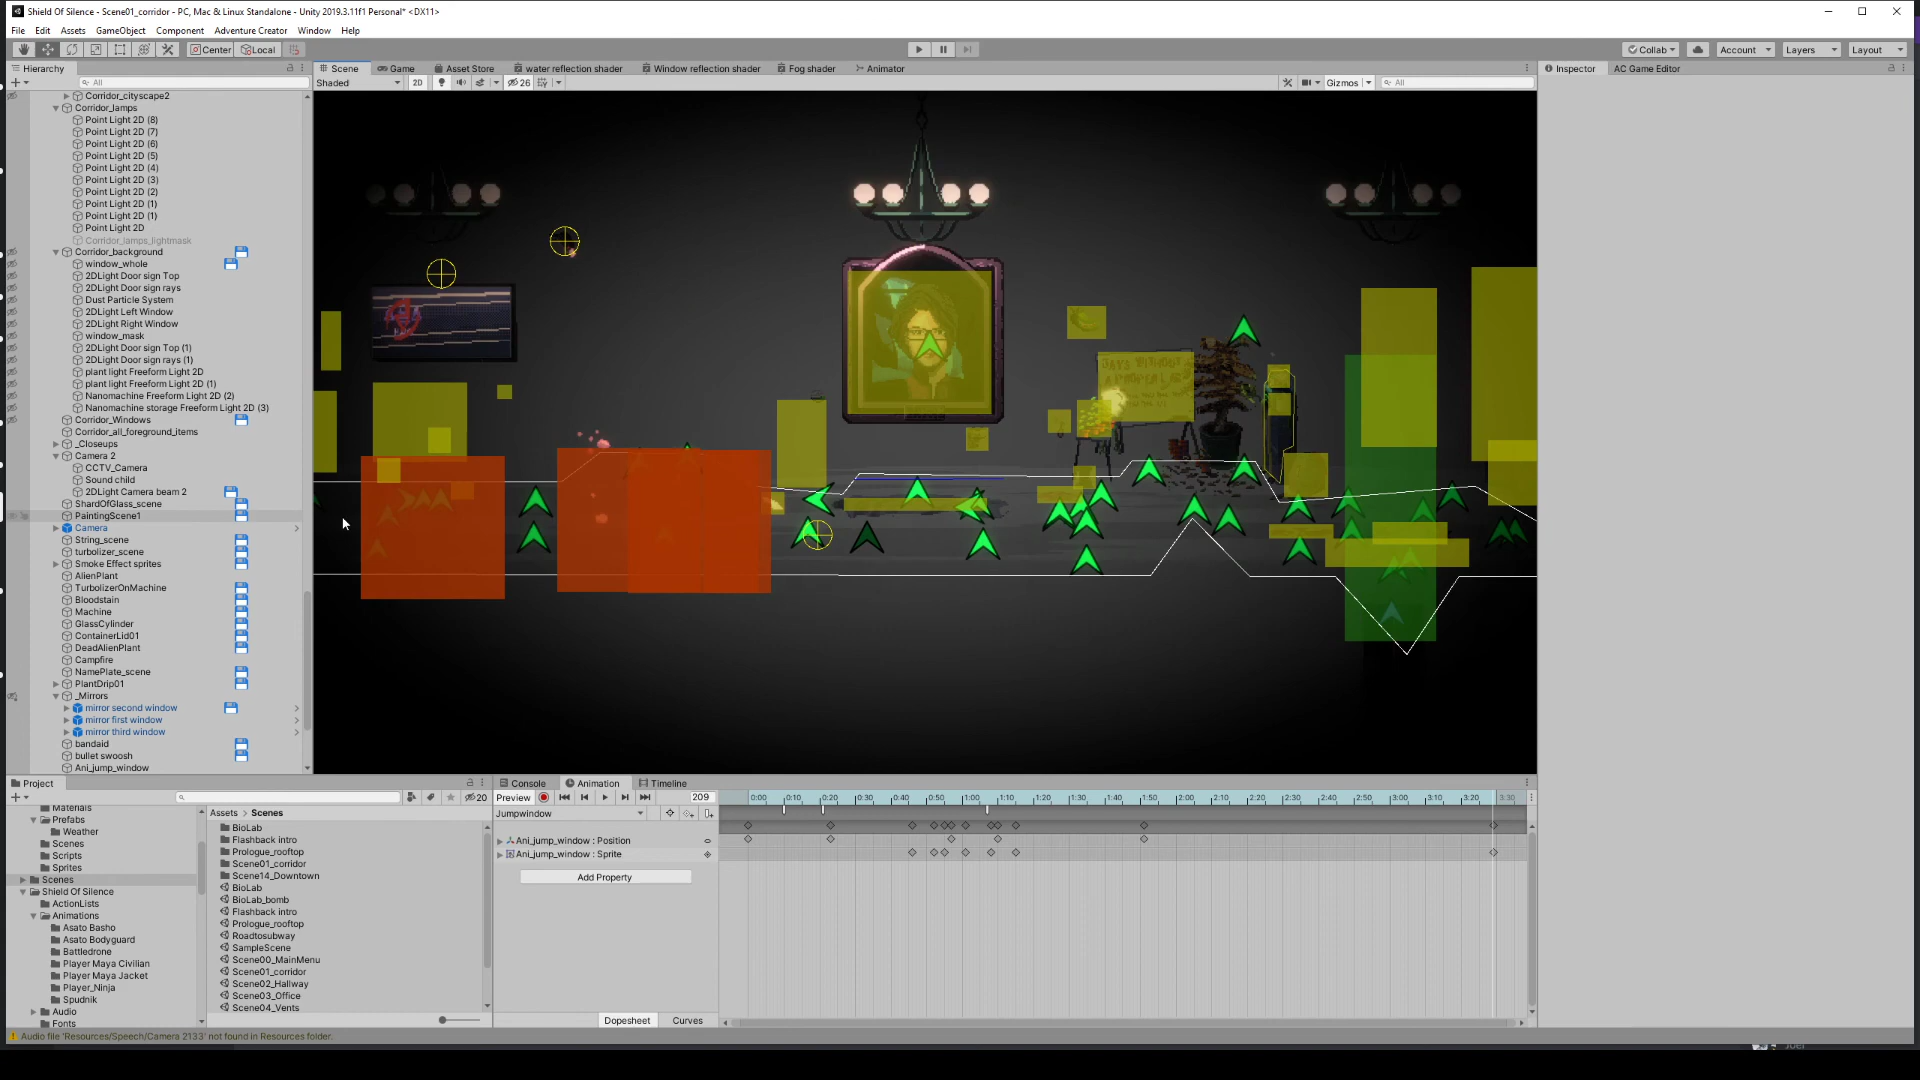 Shield Of Silence - Scene01_corridor - PC, Mac & Linux Standalone - Unity 2019.3.11f1 Personal* <DX11>
File Edit Assets GameObject Component Adventure Creator Window Help
Center Local Collab Account Layers Layout
Hierarchy Scene Game Asset Store water reflection shader Window reflection shader Fog shader Animator Inspector AC Game Editor
All Shaded 2D 26 Gizmos All
Corridor_cityscape2
Corridor_lamps
Point Light 2D (8)
Point Light 2D (7)
Point Light 2D (6)
Point Light 2D (5)
Point Light 2D (4)
Point Light 2D (3)
Point Light 2D (2)
Point Light 2D (1)
Point Light 2D (1)
Point Light 2D
Corridor_lamps_lightmask
Corridor_background
window_whole
2DLight Door sign Top
2DLight Door sign rays
Dust Particle System
2DLight Left Window
2DLight Right Window
window_mask
2DLight Door sign Top (1)
2DLight Door sign rays (1)
plant light Freeform Light 2D
plant light Freeform Light 2D (1)
Nanomachine Freeform Light 2D (2)
Nanomachine storage Freeform Light 2D (3)
Corridor_Windows
Corridor_all_foreground_items
_Closeups
Camera 2
CCTV_Camera
Sound child
2DLight Camera beam 2
ShardOfGlass_scene
PaintingScene1
Camera
String_scene
turbolizer_scene
Smoke Effect sprites
AlienPlant
TurbolizerOnMachine
Bloodstain
Machine
GlassCylinder
ContainerLid01
DeadAlienPlant
Campfire
NamePlate_scene
PlantDrip01
_Mirrors
mirror second window
mirror first window
mirror third window
bandaid
bullet swoosh
Ani_jump_window
Project
20
Materials
Prefabs
Weather
Scenes
Scripts
Sprites
Scenes
Shield Of Silence
ActionLists
Animations
Asato Basho
Asato Bodyguard
Battledrone
Player Maya Civilian
Player Maya Jacket
Player_Ninja
Spudnik
Audio
Fonts
Assets > Scenes
BioLab
Flashback intro
Prologue_rooftop
Scene01_corridor
Scene14_Downtown
BioLab
BioLab_bomb
Flashback intro
Prologue_rooftop
Roadtosubway
SampleScene
Scene00_MainMenu
Scene01_corridor
Scene02_Hallway
Scene03_Office
Scene04_Vents
Console Animation Timeline
Preview 209 0:00 0:10 0:20 0:30 0:40 0:50 1:00 1:10 1:20 1:30 1:40 1:50 2:00 2:10 2:20 2:30 2:40 2:50 3:00 3:10 3:20 3:30
Jumpwindow
Ani_jump_window : Position
Ani_jump_window : Sprite
Add Property
Dopesheet Curves
Audio file 'Resources/Speech/Camera 2133' not found in Resources folder.